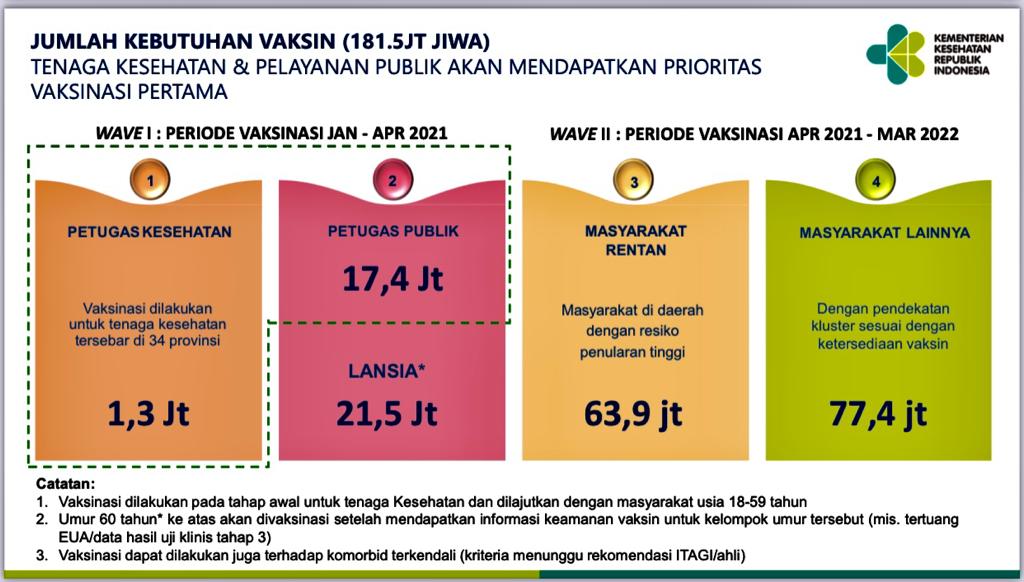 JUMLAH KEBUTUHAN VAKSIN (181.5JT JIWA)
TENAGA KESEHATAN & PELAYANAN PUBLIK AKAN MENDAPATKAN PRIORITAS
VAKSINASI PERTAMA
KEMENTERIAN
KESEHATAN
REPUBLIK
INDONESIA
WAVE I : PERIODE VAKSINASI JAN - APR 2021
WAVE II : PERIODE VAKSINASI APR 2021 - MAR 2022
1
PETUGAS KESEHATAN
Vaksinasi dilakukan
untuk tenaga kesehatan
tersebar di 34 provinsi
1,3 Jt
2
PETUGAS PUBLIK
17,4 Jt
LANSIA*
21,5 Jt
3
MASYARAKAT
RENTAN
Masyarakat di daerah
dengan resiko
penularan tinggi
63,9 jt
4
MASYARAKAT LAINNYA
Dengan pendekatan
kluster sesuai dengan
ketersediaan vaksin
77,4 jt
Catatan:
1. Vaksinasi dilakukan pada tahap awal untuk tenaga Kesehatan dan dilajutkan dengan masyarakat usia 18-59 tahun
2. Umur 60 tahun* ke atas akan divaksinasi setelah mendapatkan informasi keamanan vaksin untuk kelompok umur tersebut (mis. tertuang
EUA/data hasil uji klinis tahap 3)
3. Vaksinasi dapat dilakukan juga terhadap komorbid terkendali (kriteria menunggu rekomendasi ITAGI/ahli)